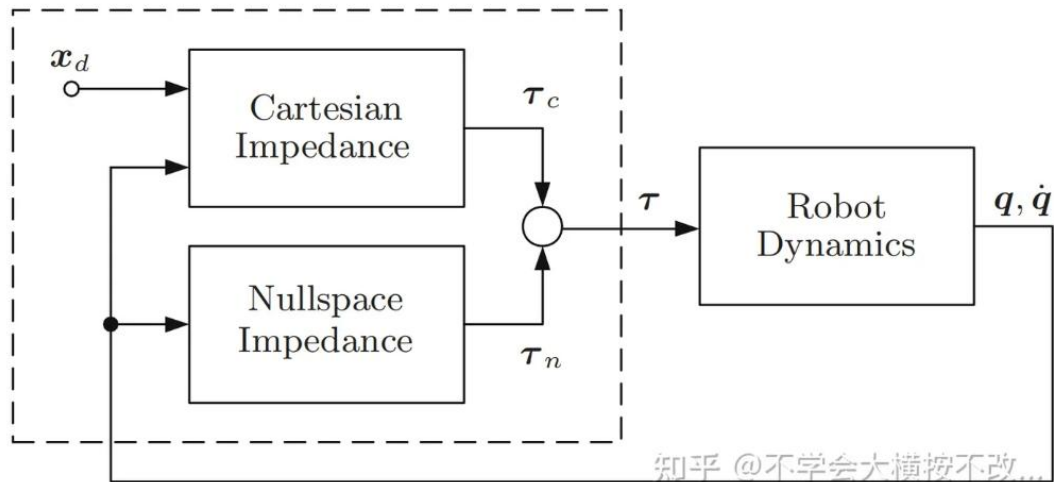 x_d
Cartesian
Impedance
τ_c
τ
Robot
Dynamics
q, q̇
Nullspace
Impedance
τ_n
知乎 @不学会大横按不改...